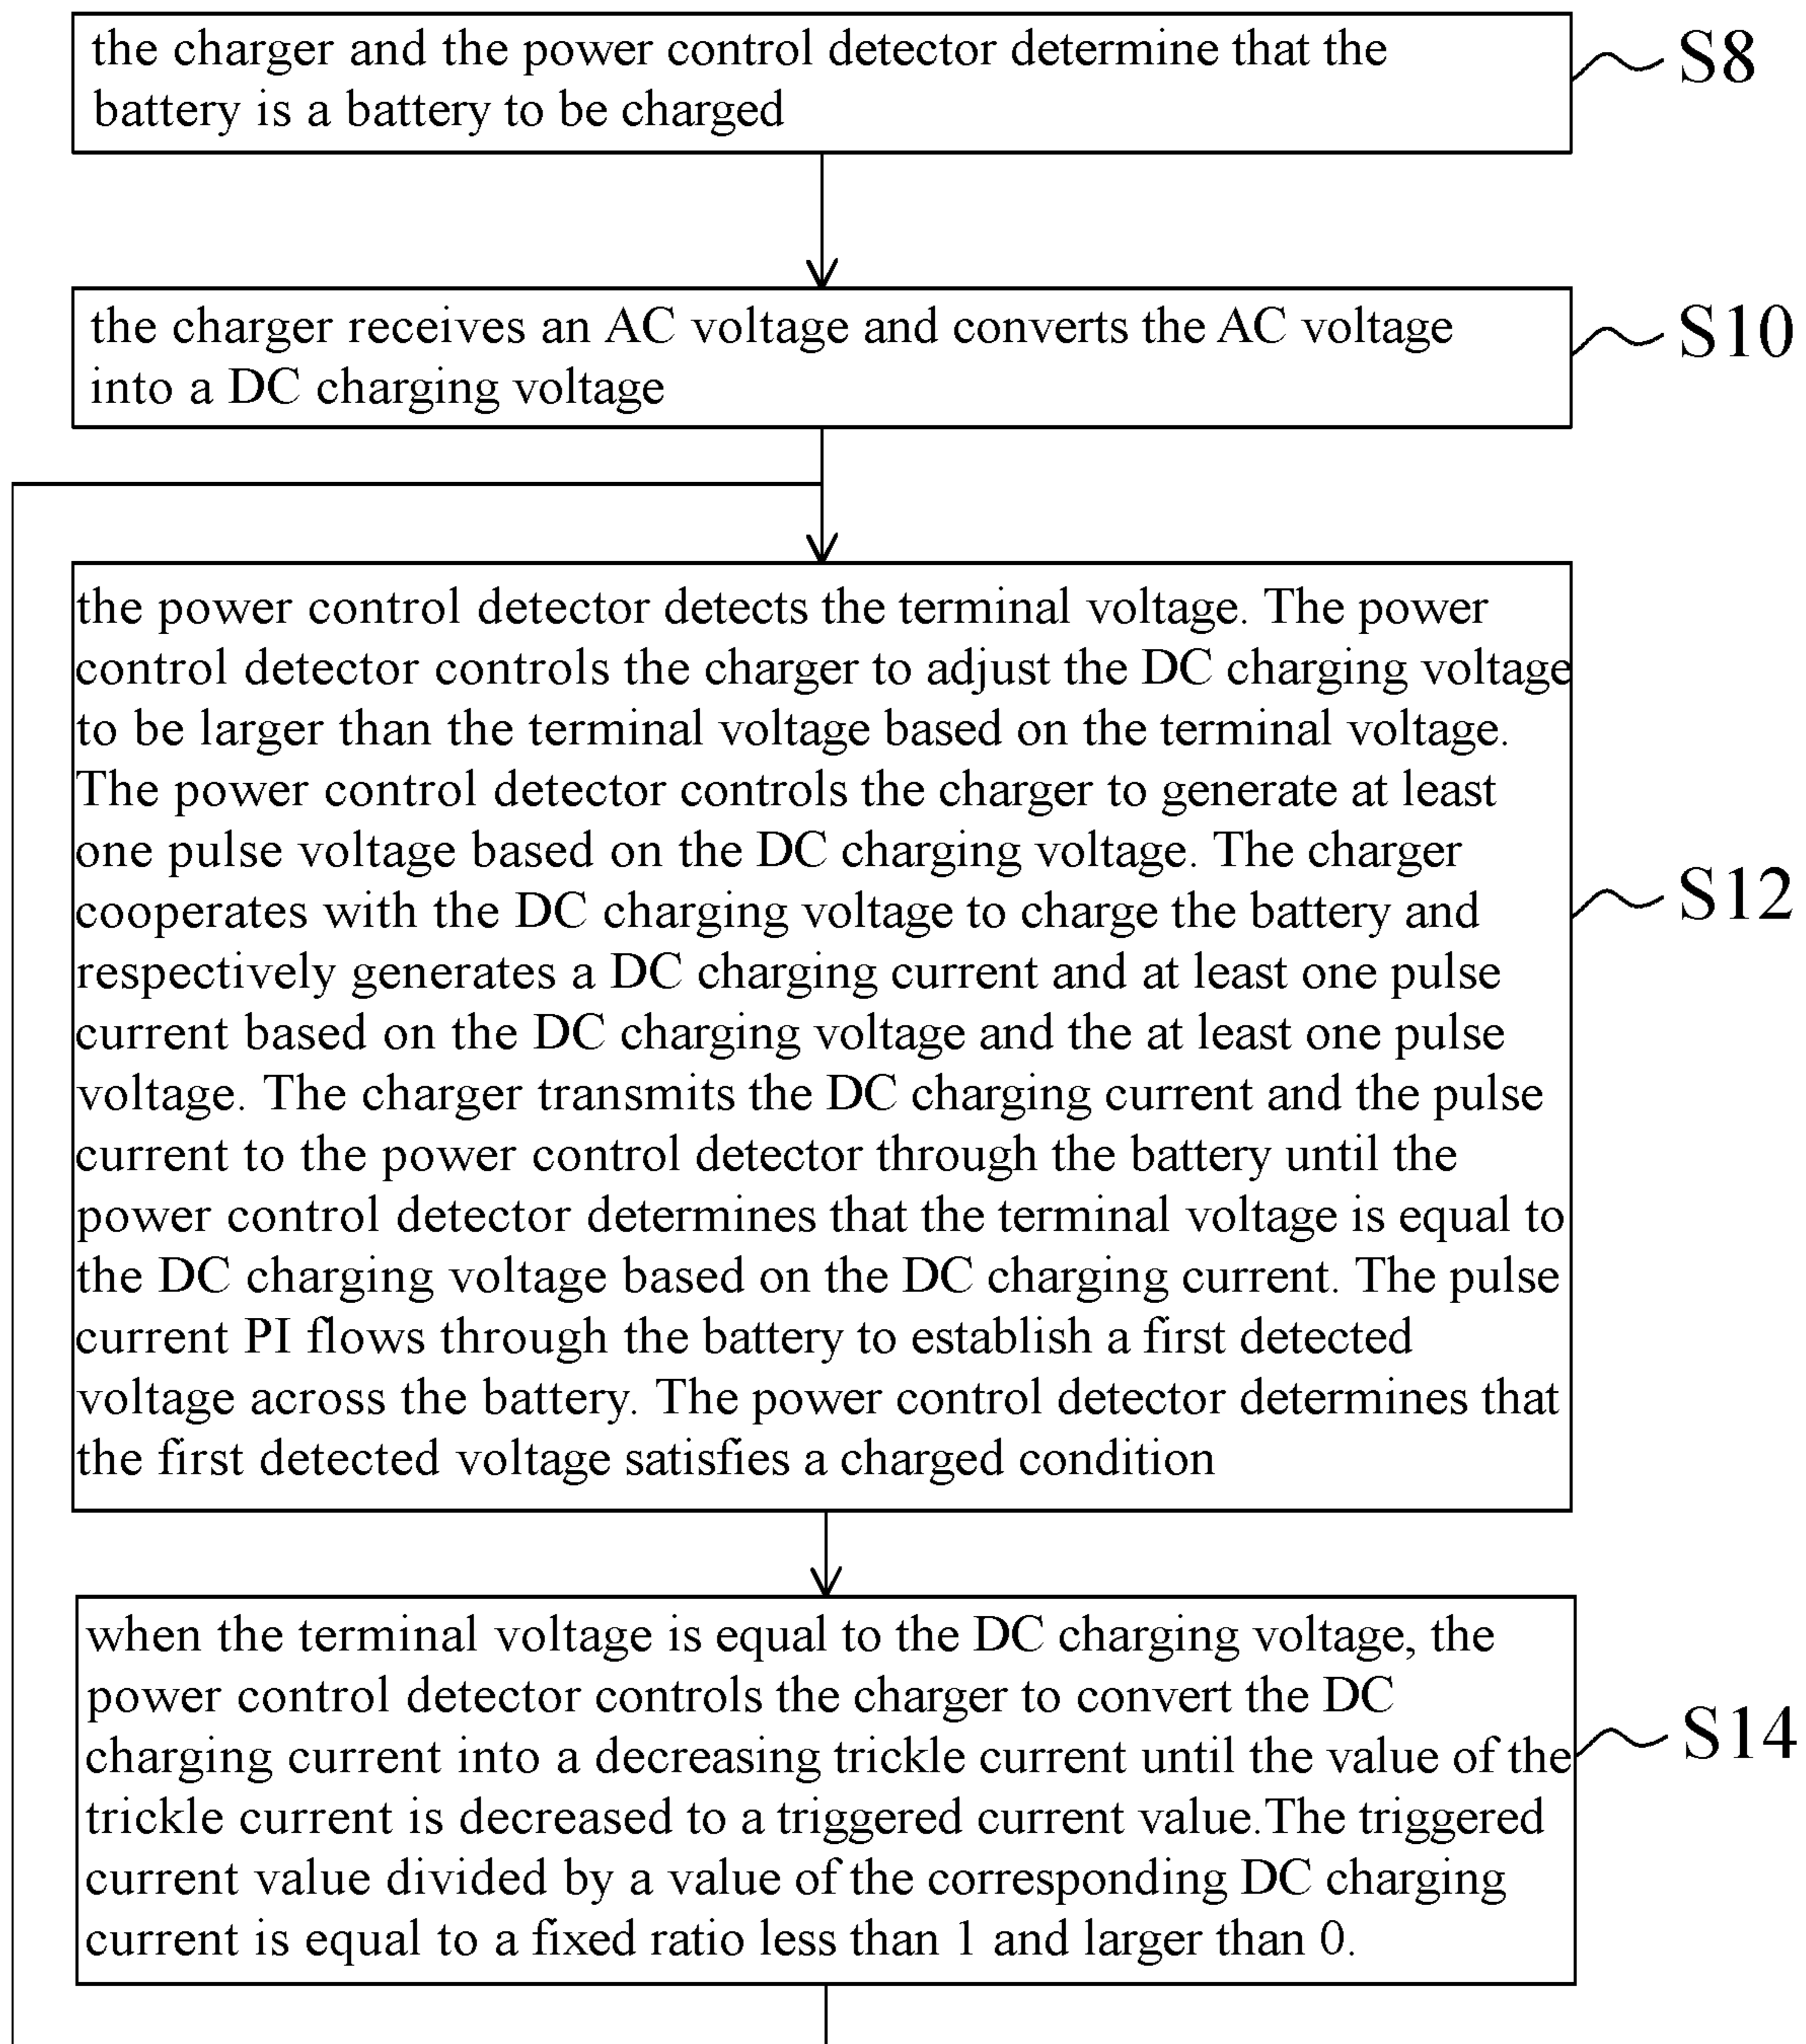 the charger and the power control detector determine that the
battery is a battery to be charged
S8
the charger receives an AC voltage and converts the AC voltage
into a DC charging voltage
S10
the power control detector detects the terminal voltage. The power
control detector controls the charger to adjust the DC charging voltage
to be larger than the terminal voltage based on the terminal voltage.
The power control detector controls the charger to generate at least
one pulse voltage based on the DC charging voltage. The charger
cooperates with the DC charging voltage to charge the battery and
respectively generates a DC charging current and at least one pulse
current based on the DC charging voltage and the at least one pulse
voltage. The charger transmits the DC charging current and the pulse
current to the power control detector through the battery until the
power control detector determines that the terminal voltage is equal to
the DC charging voltage based on the DC charging current. The pulse
current PI flows through the battery to establish a first detected
voltage across the battery. The power control detector determines that
the first detected voltage satisfies a charged condition
S12
when the terminal voltage is equal to the DC charging voltage, the
power control detector controls the charger to convert the DC
charging current into a decreasing trickle current until the value of the
trickle current is decreased to a triggered current value.The triggered
current value divided by a value of the corresponding DC charging
current is equal to a fixed ratio less than 1 and larger than 0.
S14